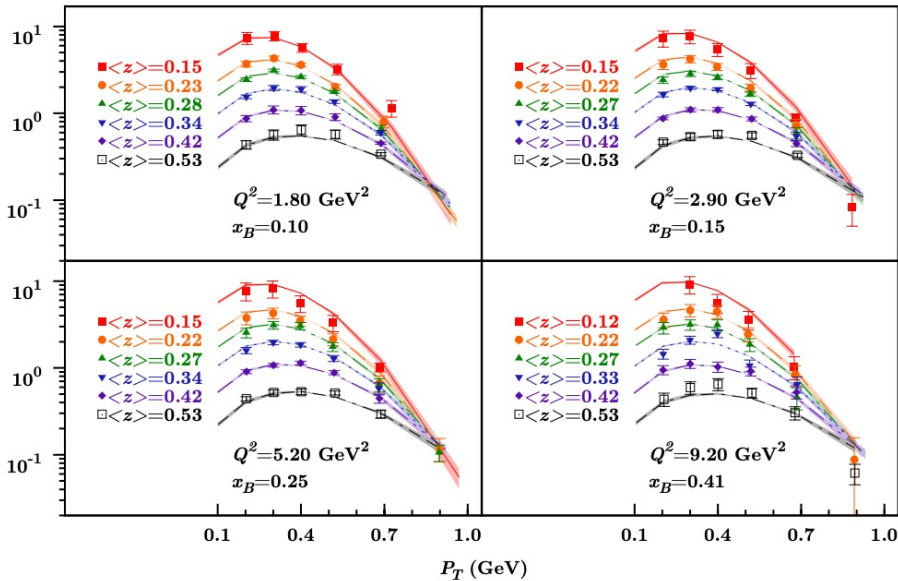 10¹
10⁰
10⁻¹
<z>=0.15
<z>=0.23
<z>=0.28
<z>=0.34
<z>=0.42
<z>=0.53
Q²=1.80 GeV²
x_B=0.10
<z>=0.15
<z>=0.22
<z>=0.27
<z>=0.34
<z>=0.42
<z>=0.53
Q²=2.90 GeV²
x_B=0.15
10¹
10⁰
10⁻¹
<z>=0.15
<z>=0.22
<z>=0.27
<z>=0.34
<z>=0.42
<z>=0.53
Q²=5.20 GeV²
x_B=0.25
<z>=0.12
<z>=0.22
<z>=0.27
<z>=0.33
<z>=0.42
<z>=0.53
Q²=9.20 GeV²
x_B=0.41
0.1 0.4 0.7 1.0 0.1 0.4 0.7 1.0
P_T (GeV)